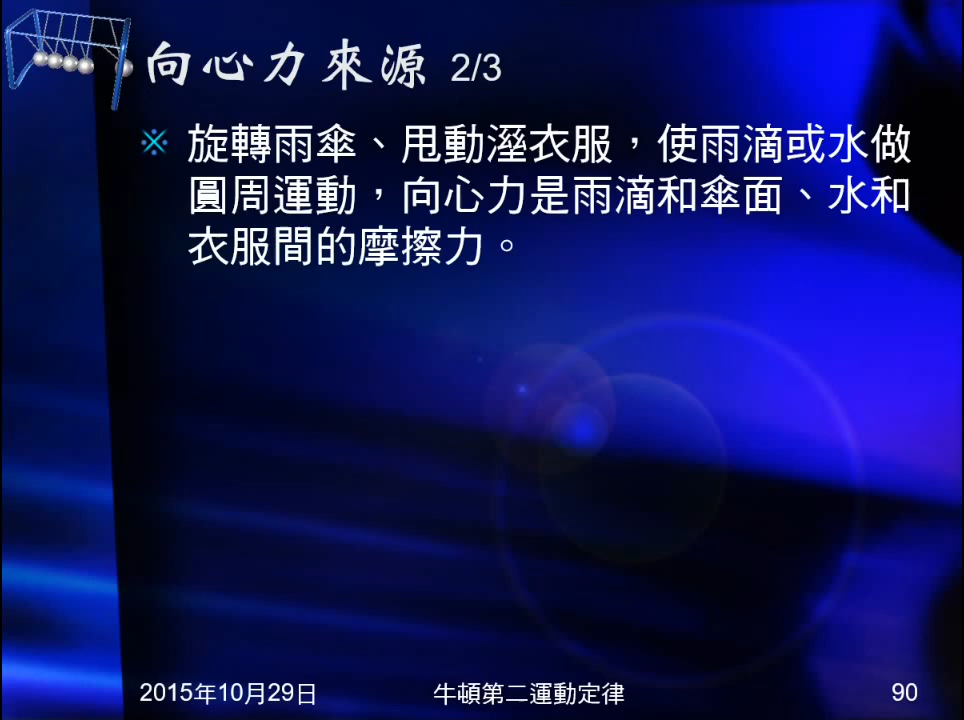 向心力來源 2/3
※ 旋轉雨傘、甩動溼衣服，使雨滴或水做
圓周運動，向心力是雨滴和傘面、水和
衣服間的摩擦力。
2015年10月29日
牛頓第二運動定律
90